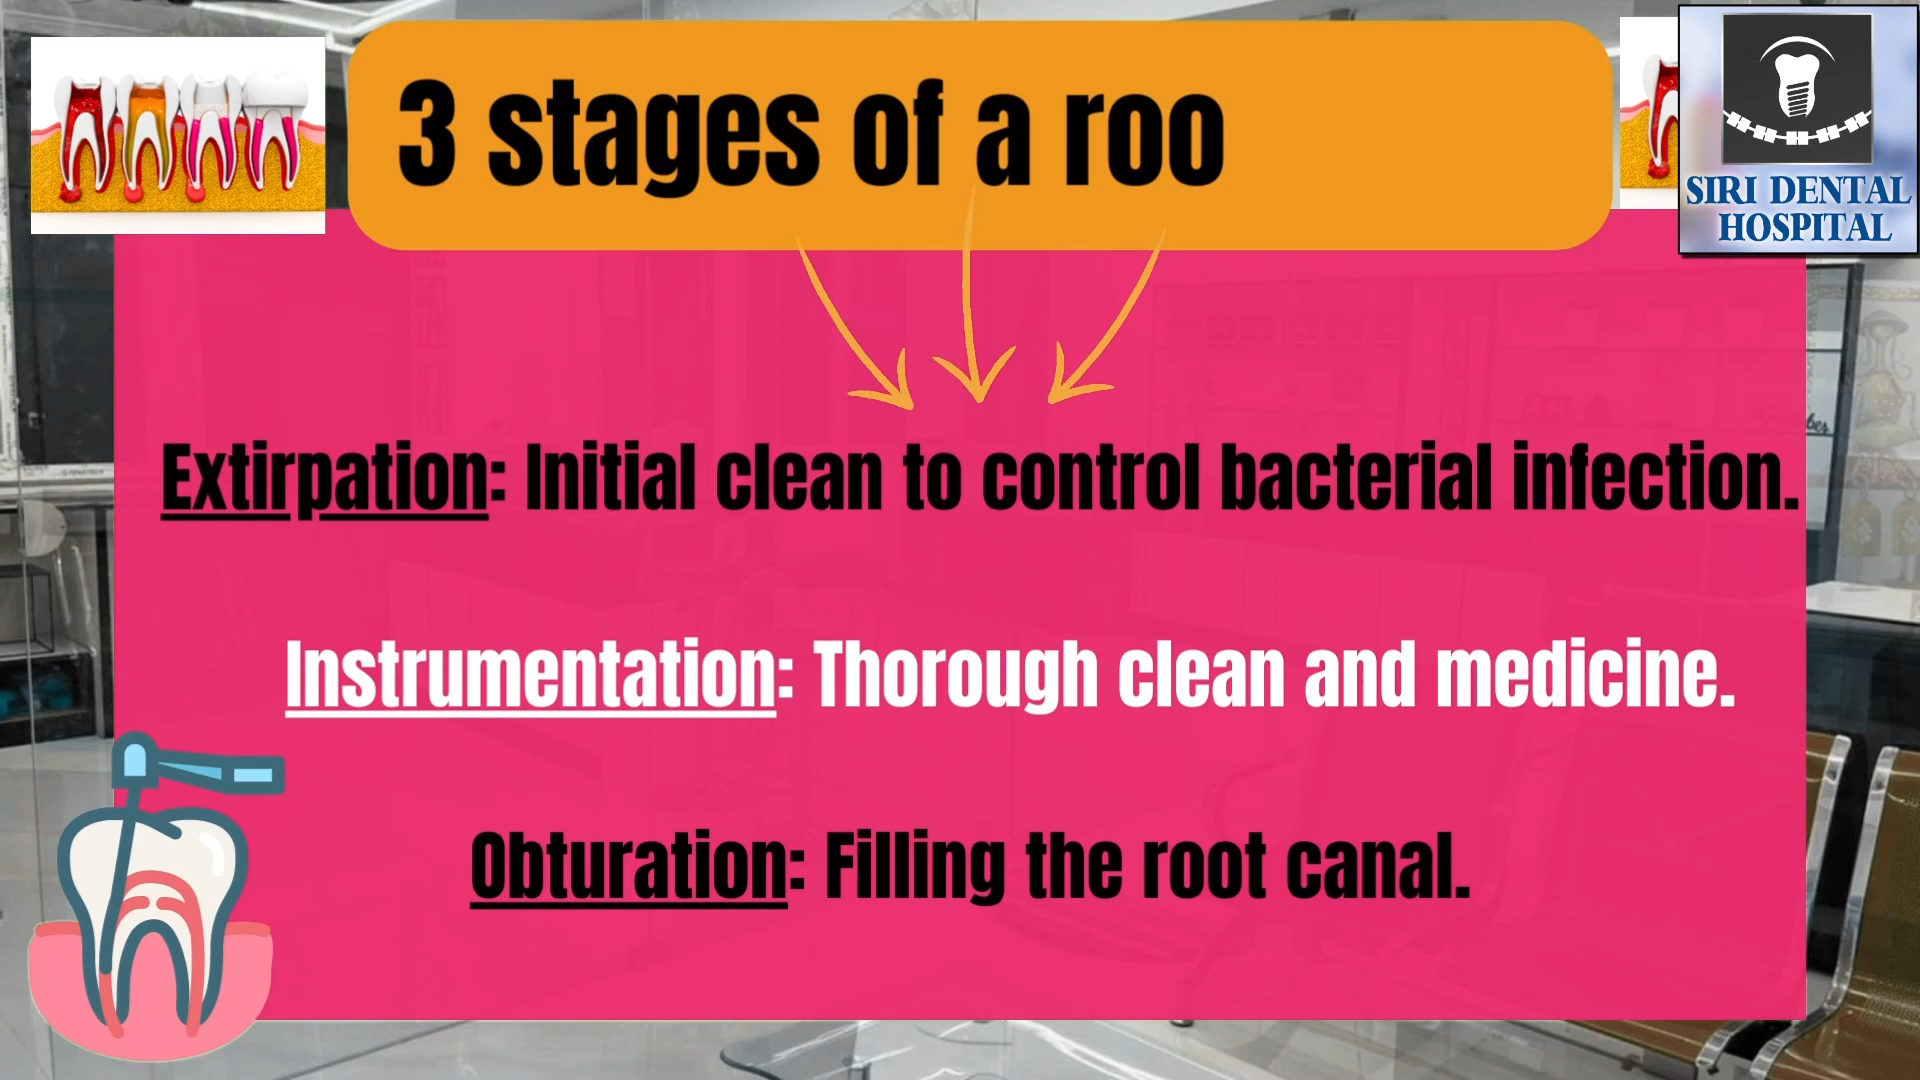 3 stages of a roo
SIRI DENTAL
HOSPITAL
Extirpation: Initial clean to control bacterial infection.
Instrumentation: Thorough clean and medicine.
Obturation: Filling the root canal.